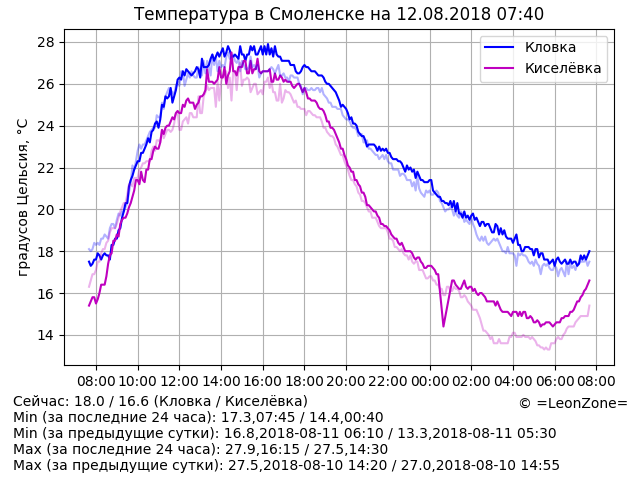 Температура в Смоленске на 12.08.2018 07:40
Кловка
Киселёвка
градусов Цельсия, °C
28
26
24
22
20
18
16
14
08:00 10:00 12:00 14:00 16:00 18:00 20:00 22:00 00:00 02:00 04:00 06:00 08:00
Сейчас: 18.0 / 16.6 (Кловка / Киселёвка)
© =LeonZone=
Min (за последние 24 часа): 17.3,07:45 / 14.4,00:40
Min (за предыдущие сутки): 16.8,2018-08-11 06:10 / 13.3,2018-08-11 05:30
Max (за последние 24 часа): 27.9,16:15 / 27.5,14:30
Max (за предыдущие сутки): 27.5,2018-08-10 14:20 / 27.0,2018-08-10 14:55